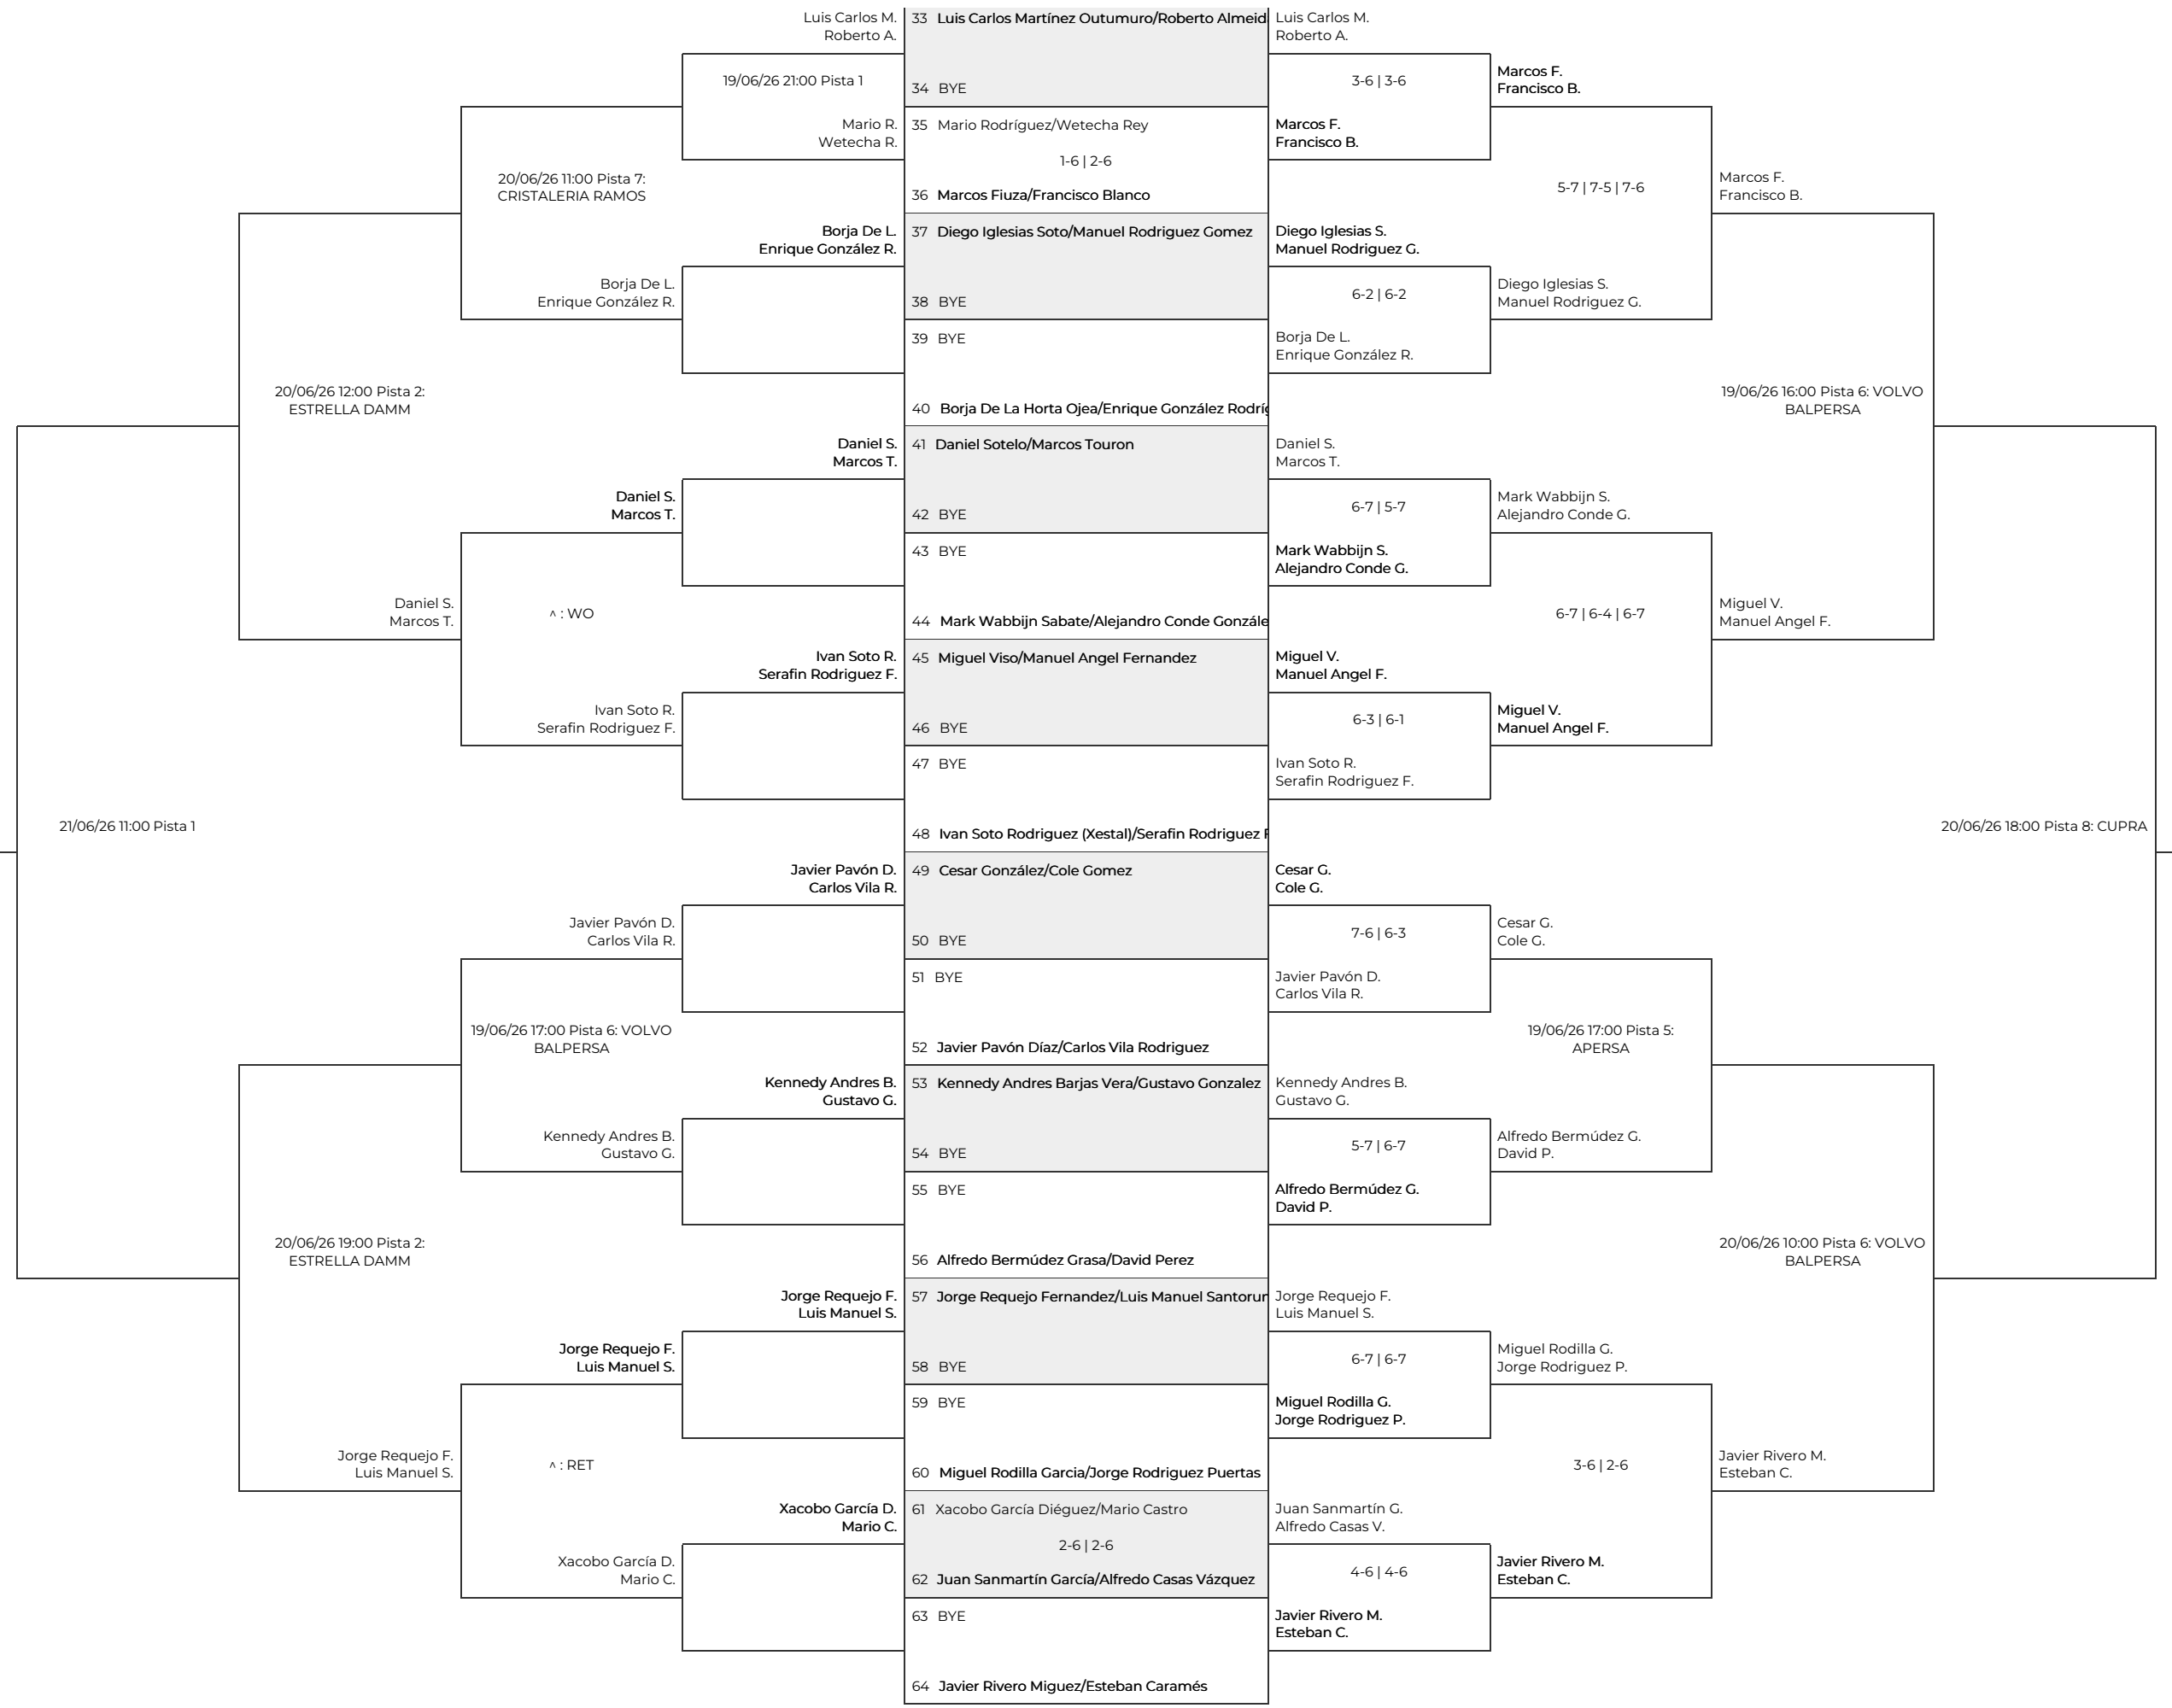 Luis Carlos M.
Roberto A.
19/06/26 21:00 Pista 1
Mario R.
Wetecha R.
20/06/26 11:00 Pista 7:
CRISTALERIA RAMOS
Borja De L.
Enrique González R.
Borja De L.
Enrique González R.
20/06/26 12:00 Pista 2:
ESTRELLA DAMM
Daniel S.
Marcos T.
Daniel S.
Marcos T.
Daniel S.
Marcos T.
^ : WO
Ivan Soto R.
Serafin Rodriguez F.
Ivan Soto R.
Serafin Rodriguez F.
21/06/26 11:00 Pista 1
Javier Pavón D.
Carlos Vila R.
Javier Pavón D.
Carlos Vila R.
19/06/26 17:00 Pista 6: VOLVO
BALPERSA
Kennedy Andres B.
Gustavo G.
Kennedy Andres B.
Gustavo G.
20/06/26 19:00 Pista 2:
ESTRELLA DAMM
Jorge Requejo F.
Luis Manuel S.
Jorge Requejo F.
Luis Manuel S.
Jorge Requejo F.
Luis Manuel S.
^ : RET
Xacobo García D.
Mario C.
Xacobo García D.
Mario C.
33 Luis Carlos Martínez Outumuro/Roberto Almeid
34 BYE
35 Mario Rodríguez/Wetecha Rey
1-6 | 2-6
36 Marcos Fiuza/Francisco Blanco
37 Diego Iglesias Soto/Manuel Rodriguez Gomez
38 BYE
39 BYE
40 Borja De La Horta Ojea/Enrique González Rodríg
41 Daniel Sotelo/Marcos Touron
42 BYE
43 BYE
44 Mark Wabbijn Sabate/Alejandro Conde Gonzále
45 Miguel Viso/Manuel Angel Fernandez
46 BYE
47 BYE
48 Ivan Soto Rodriguez (Xestal)/Serafin Rodriguez F
49 Cesar González/Cole Gomez
50 BYE
51 BYE
52 Javier Pavón Díaz/Carlos Vila Rodriguez
53 Kennedy Andres Barjas Vera/Gustavo Gonzalez
54 BYE
55 BYE
56 Alfredo Bermúdez Grasa/David Perez
57 Jorge Requejo Fernandez/Luis Manuel Santorun
58 BYE
59 BYE
60 Miguel Rodilla Garcia/Jorge Rodriguez Puertas
61 Xacobo García Diéguez/Mario Castro
2-6 | 2-6
62 Juan Sanmartín García/Alfredo Casas Vázquez
63 BYE
64 Javier Rivero Miguez/Esteban Caramés
Luis Carlos M.
Roberto A.
3-6 | 3-6
Marcos F.
Francisco B.
Marcos F.
Francisco B.
5-7 | 7-5 | 7-6
Marcos F.
Francisco B.
Diego Iglesias S.
Manuel Rodriguez G.
6-2 | 6-2
Diego Iglesias S.
Manuel Rodriguez G.
Borja De L.
Enrique González R.
19/06/26 16:00 Pista 6: VOLVO
BALPERSA
Daniel S.
Marcos T.
6-7 | 5-7
Mark Wabbijn S.
Alejandro Conde G.
Mark Wabbijn S.
Alejandro Conde G.
6-7 | 6-4 | 6-7
Miguel V.
Manuel Angel F.
Miguel V.
Manuel Angel F.
6-3 | 6-1
Miguel V.
Manuel Angel F.
Ivan Soto R.
Serafin Rodriguez F.
20/06/26 18:00 Pista 8: CUPRA
Cesar G.
Cole G.
7-6 | 6-3
Cesar G.
Cole G.
Javier Pavón D.
Carlos Vila R.
19/06/26 17:00 Pista 5:
APERSA
Kennedy Andres B.
Gustavo G.
5-7 | 6-7
Alfredo Bermúdez G.
David P.
Alfredo Bermúdez G.
David P.
20/06/26 10:00 Pista 6: VOLVO
BALPERSA
Jorge Requejo F.
Luis Manuel S.
6-7 | 6-7
Miguel Rodilla G.
Jorge Rodriguez P.
Miguel Rodilla G.
Jorge Rodriguez P.
3-6 | 2-6
Javier Rivero M.
Esteban C.
Juan Sanmartín G.
Alfredo Casas V.
4-6 | 4-6
Javier Rivero M.
Esteban C.
Javier Rivero M.
Esteban C.